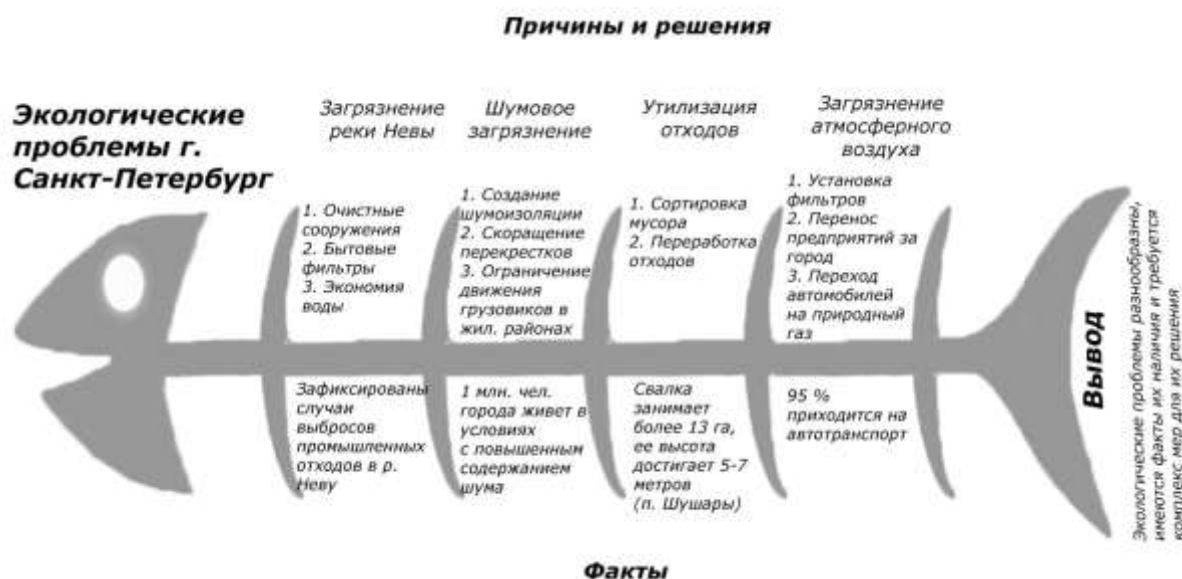 Причины и решения
Экологические
проблемы г.
Санкт-Петербург
Загрязнение
реки Невы
Шумовое
загрязнение
Утилизация
отходов
Загрязнение
атмосферного
воздуха
1. Очистные
сооружения
2. Бытовые
фильтры
3. Экономия
воды
1. Создание
шумоизоляции
2. Скоращение
перекрестков
3. Ограничение
движения
грузовиков в
жил. районах
1. Сортировка
мусора
2. Переработка
отходов
1. Установка
фильтров
2. Перенос
предприятий за
город
3. Переход
автомобилей
на природный
газ
Зафиксированы
случаи
выбросов
промышленных
отходов в р.
Неву
1 млн. чел.
города живет в
условиях
с повышенным
содержанием
шума
Свалка
занимает
более 13 га,
ее высота
достигает 5-7
метров
(п. Шушары)
95 %
приходится на
автотранспорт
Вывод
Экологические проблемы разнообразны,
имеются факты их наличия и требуется
комплекс мер для их решения
Факты